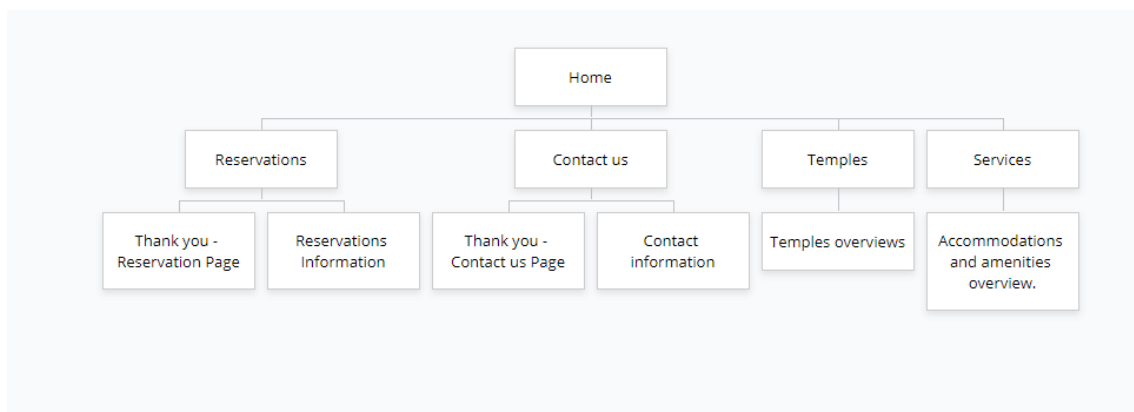 Home
Reservations
Contact us
Temples
Services
Thank you -
Reservation Page
Reservations
Information
Thank you -
Contact us Page
Contact
information
Temples overviews
Accommodations
and amenities
overview.